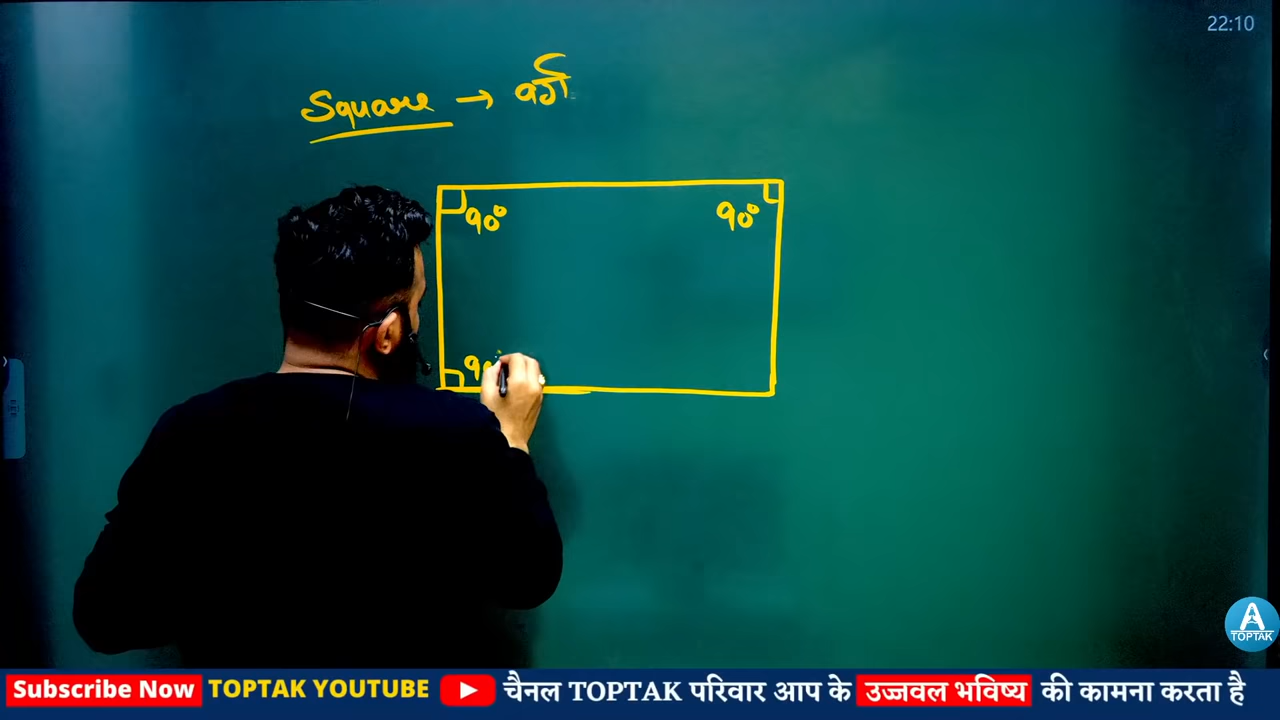 22:10
Square → वर्ग
90° 90°
90
A
TOPTAK
Subscribe Now TOPTAK YOUTUBE चैनल TOPTAK परिवार आप के उज्जवल भविष्य की कामना करता है